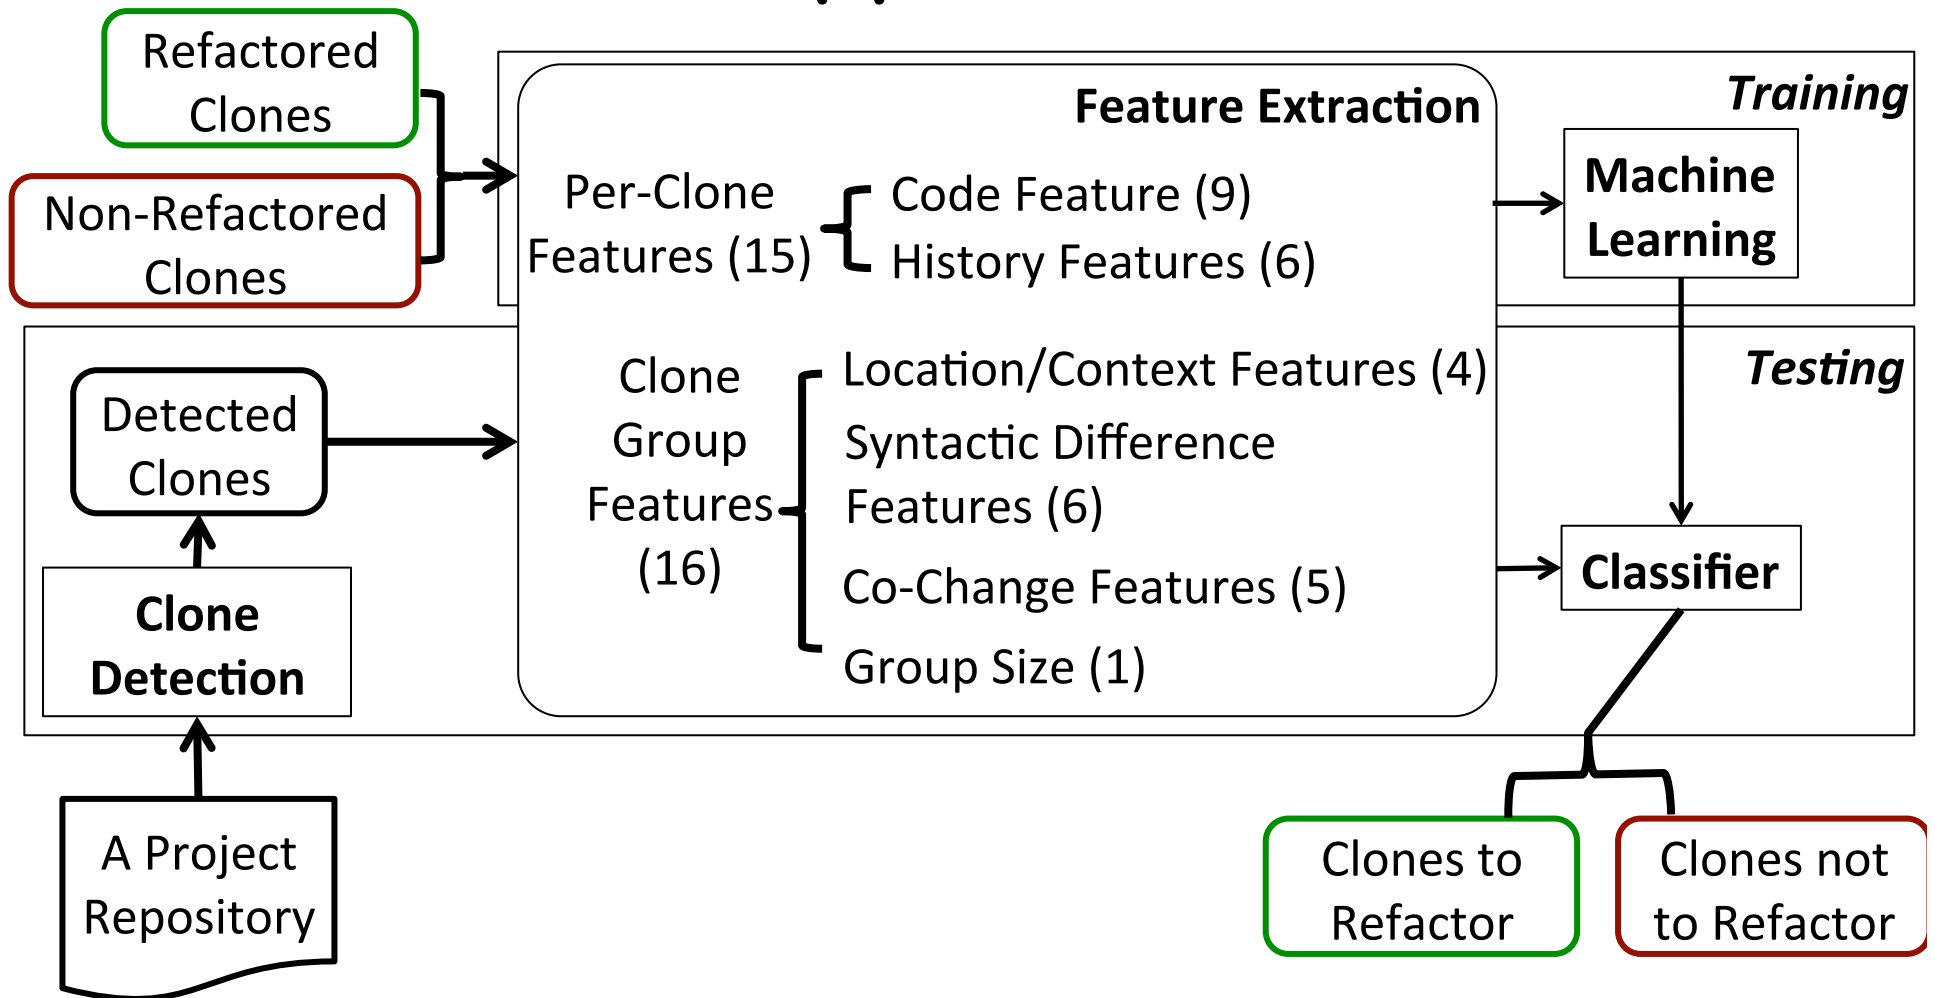 Refactored
Clones
Non-Refactored
Clones
Training
Feature Extraction
Per-Clone
Features (15)
Code Feature (9)
History Features (6)
Machine
Learning
Testing
Clone
Group
Features
(16)
Location/Context Features (4)
Syntactic Difference
Features (6)
Co-Change Features (5)
Group Size (1)
Detected
Clones
Clone
Detection
A Project
Repository
Classifier
Clones to
Refactor
Clones not
to Refactor